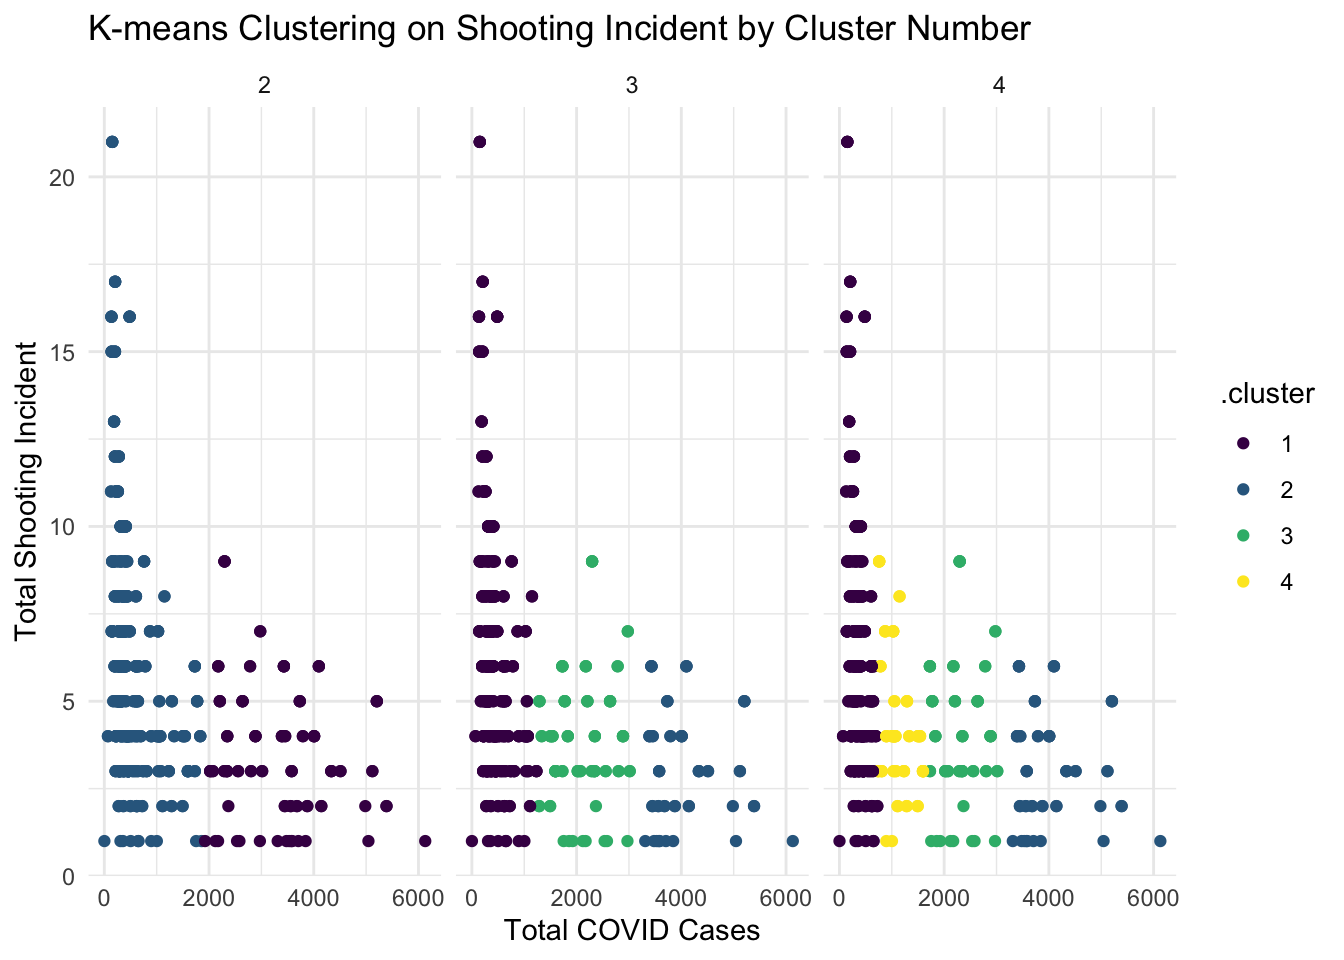 K-means Clustering on Shooting Incident by Cluster Number
2 3 4
20
15
10
5
0
Total Shooting Incident
0 2000 4000 6000 0 2000 4000 6000 0 2000 4000 6000
Total COVID Cases
.cluster
1
2
3
4